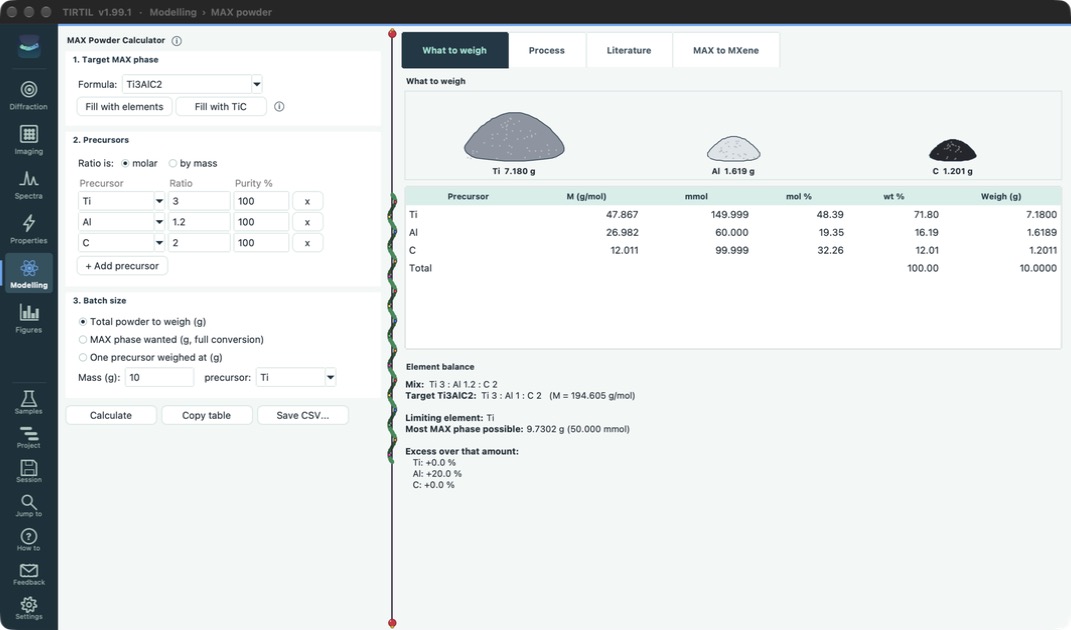 TIRTIL v1.99.1 - Modelling › MAX powder
Diffraction
Imaging
Spectra
Properties
Modelling
Figures
Samples
Project
Session
Jump to
How to
Feedback
Settings
MAX Powder Calculator
1. Target MAX phase
Formula: Ti3AlC2
Fill with elements Fill with TiC
2. Precursors
Ratio is: molar by mass
Precursor Ratio Purity %
Ti 3 100 x
Al 1.2 100 x
C 2 100 x
+ Add precursor
3. Batch size
Total powder to weigh (g)
MAX phase wanted (g, full conversion)
One precursor weighed at (g)
Mass (g): 10 precursor: Ti
Calculate Copy table Save CSV...
What to weigh Process Literature MAX to MXene
What to weigh
Ti 7.180 g Al 1.619 g C 1.201 g
Precursor M (g/mol) mmol mol % wt % Weigh (g)
Ti 47.867 149.999 48.39 71.80 7.1800
Al 26.982 60.000 19.35 16.19 1.6189
C 12.011 99.999 32.26 12.01 1.2011
Total 100.00 10.0000
Element balance
Mix: Ti 3 : Al 1.2 : C 2
Target Ti3AlC2: Ti 3 : Al 1 : C 2 (M = 194.605 g/mol)
Limiting element: Ti
Most MAX phase possible: 9.7302 g (50.000 mmol)
Excess over that amount:
Ti: +0.0 %
Al: +20.0 %
C: +0.0 %